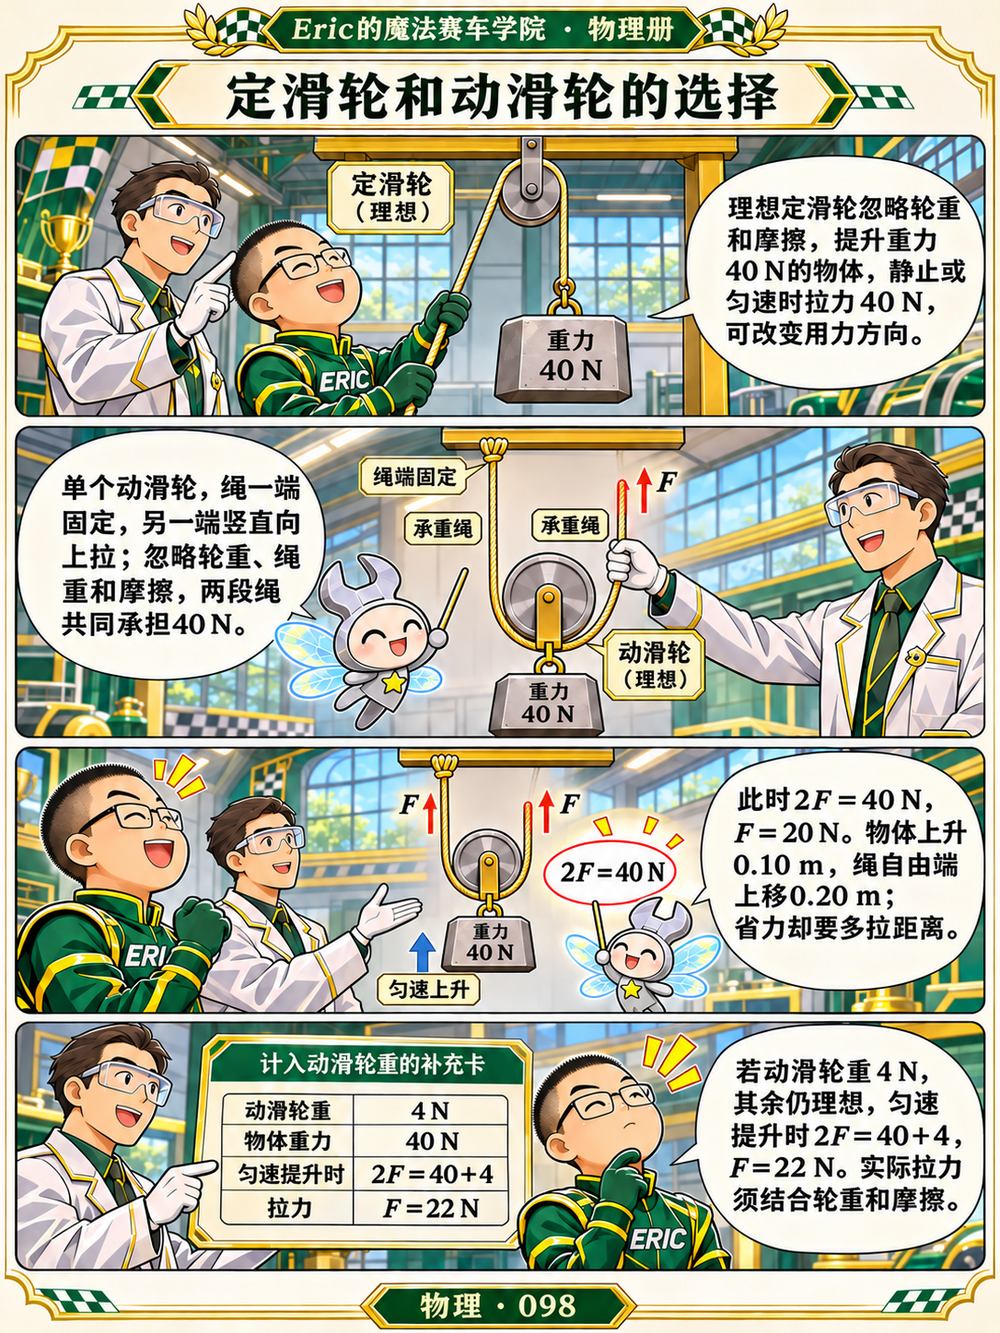 Eric的魔法赛车学院 · 物理册
定滑轮和动滑轮的选择
定滑轮
（理想）
理想定滑轮忽略轮重
和摩擦，提升重力
40 N的物体，静止或
匀速时拉力 40 N，
可改变用力方向。
重力
40 N
ERIC
单个动滑轮，绳一端
固定，另一端竖直向
上拉；忽略轮重、绳
重和摩擦，两段绳
共同承担40 N。
绳端固定
承重绳
承重绳
F
动滑轮
（理想）
重力
40 N
F
F
2F=40 N
重力
40 N
匀速上升
ERIC
此时2F=40 N，
F=20 N。物体上升
0.10 m，绳自由端
上移0.20 m；
省力却要多拉距离。
计入动滑轮重的补充卡
动滑轮重 4 N
物体重力 40 N
匀速提升时 2F=40+4
拉力 F=22 N
ERIC
若动滑轮重 4 N，
其余仍理想，匀速
提升时2F=40+4，
F=22 N。实际拉力
须结合轮重和摩擦。
物理 · 098